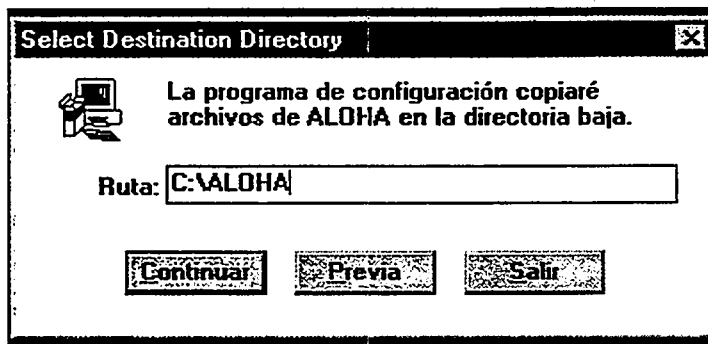 Select Destination Directory
La programa de configuración copiaré
archivos de ALOHA en la directoria baja.
Ruta: C:\ALOHA
Continuar Previa Salir